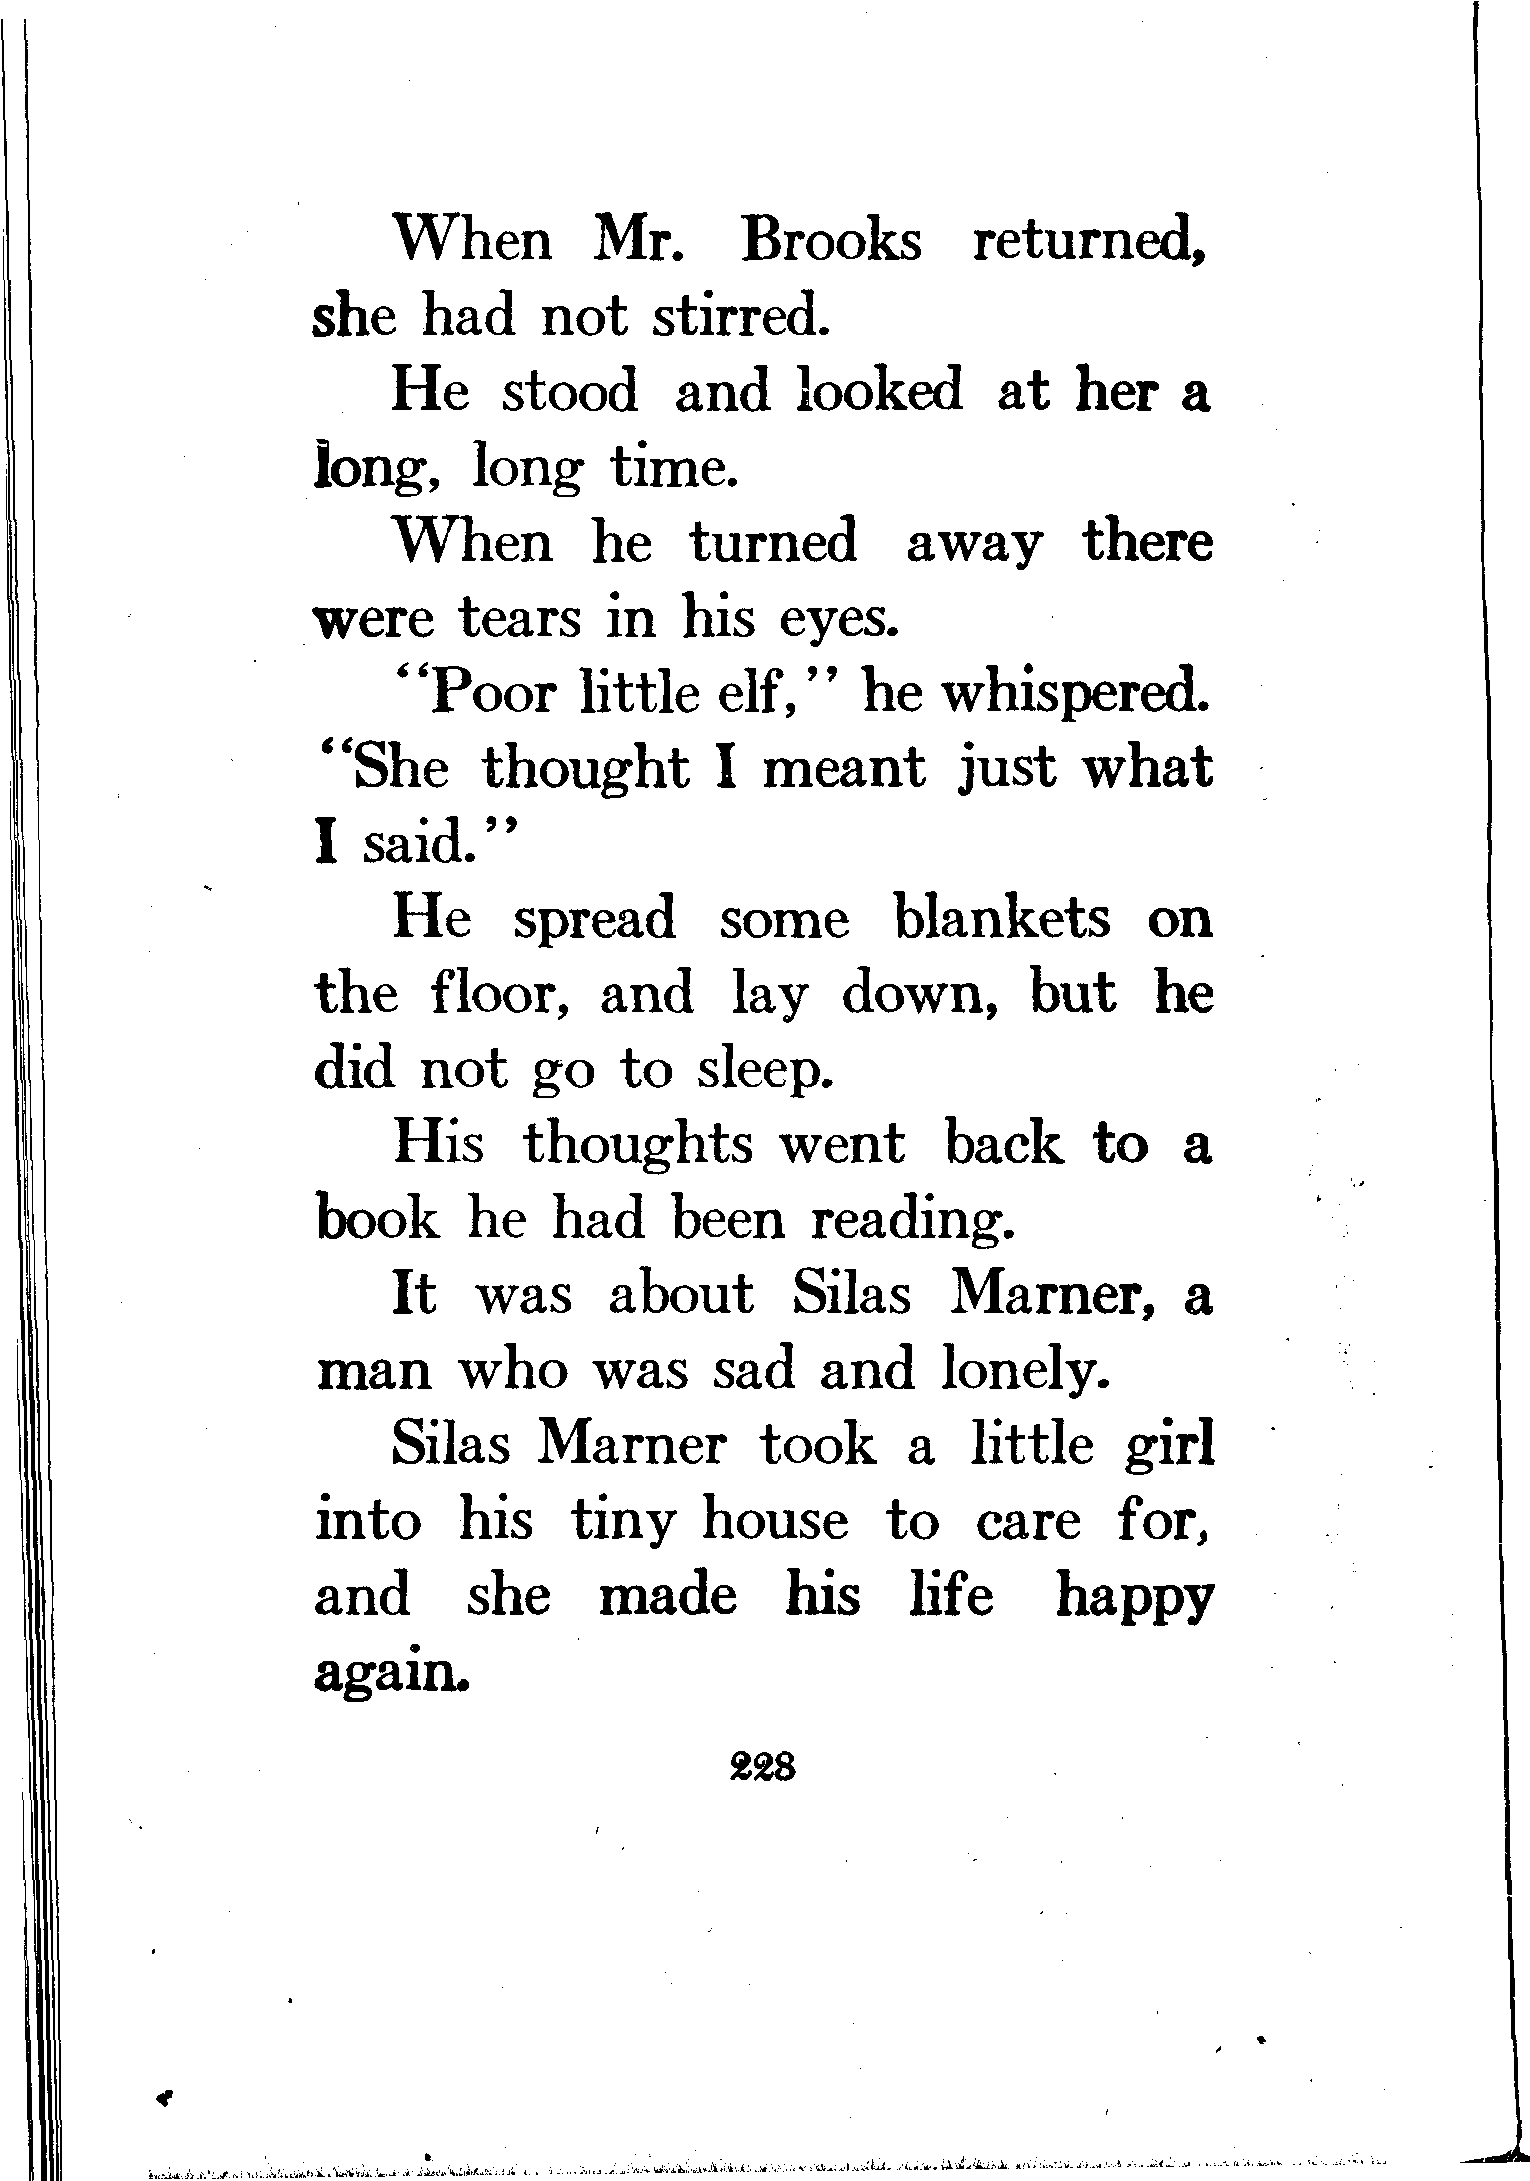 When Mr. Brooks returned,
she had not stirred.
He stood and looked at her a
long, long time.
When he turned away there
were tears in his eyes.
"Poor little elf," he whispered.
"She thought I meant just what
I said."
He spread some blankets on
the floor, and lay down, but he
did not go to sleep.
His thoughts went back to a
book he had been reading.
It was about Silas Marner, a
man who was sad and lonely.
Silas Marner took a little girl
into his tiny house to care for,
and she made his life happy
again.
228